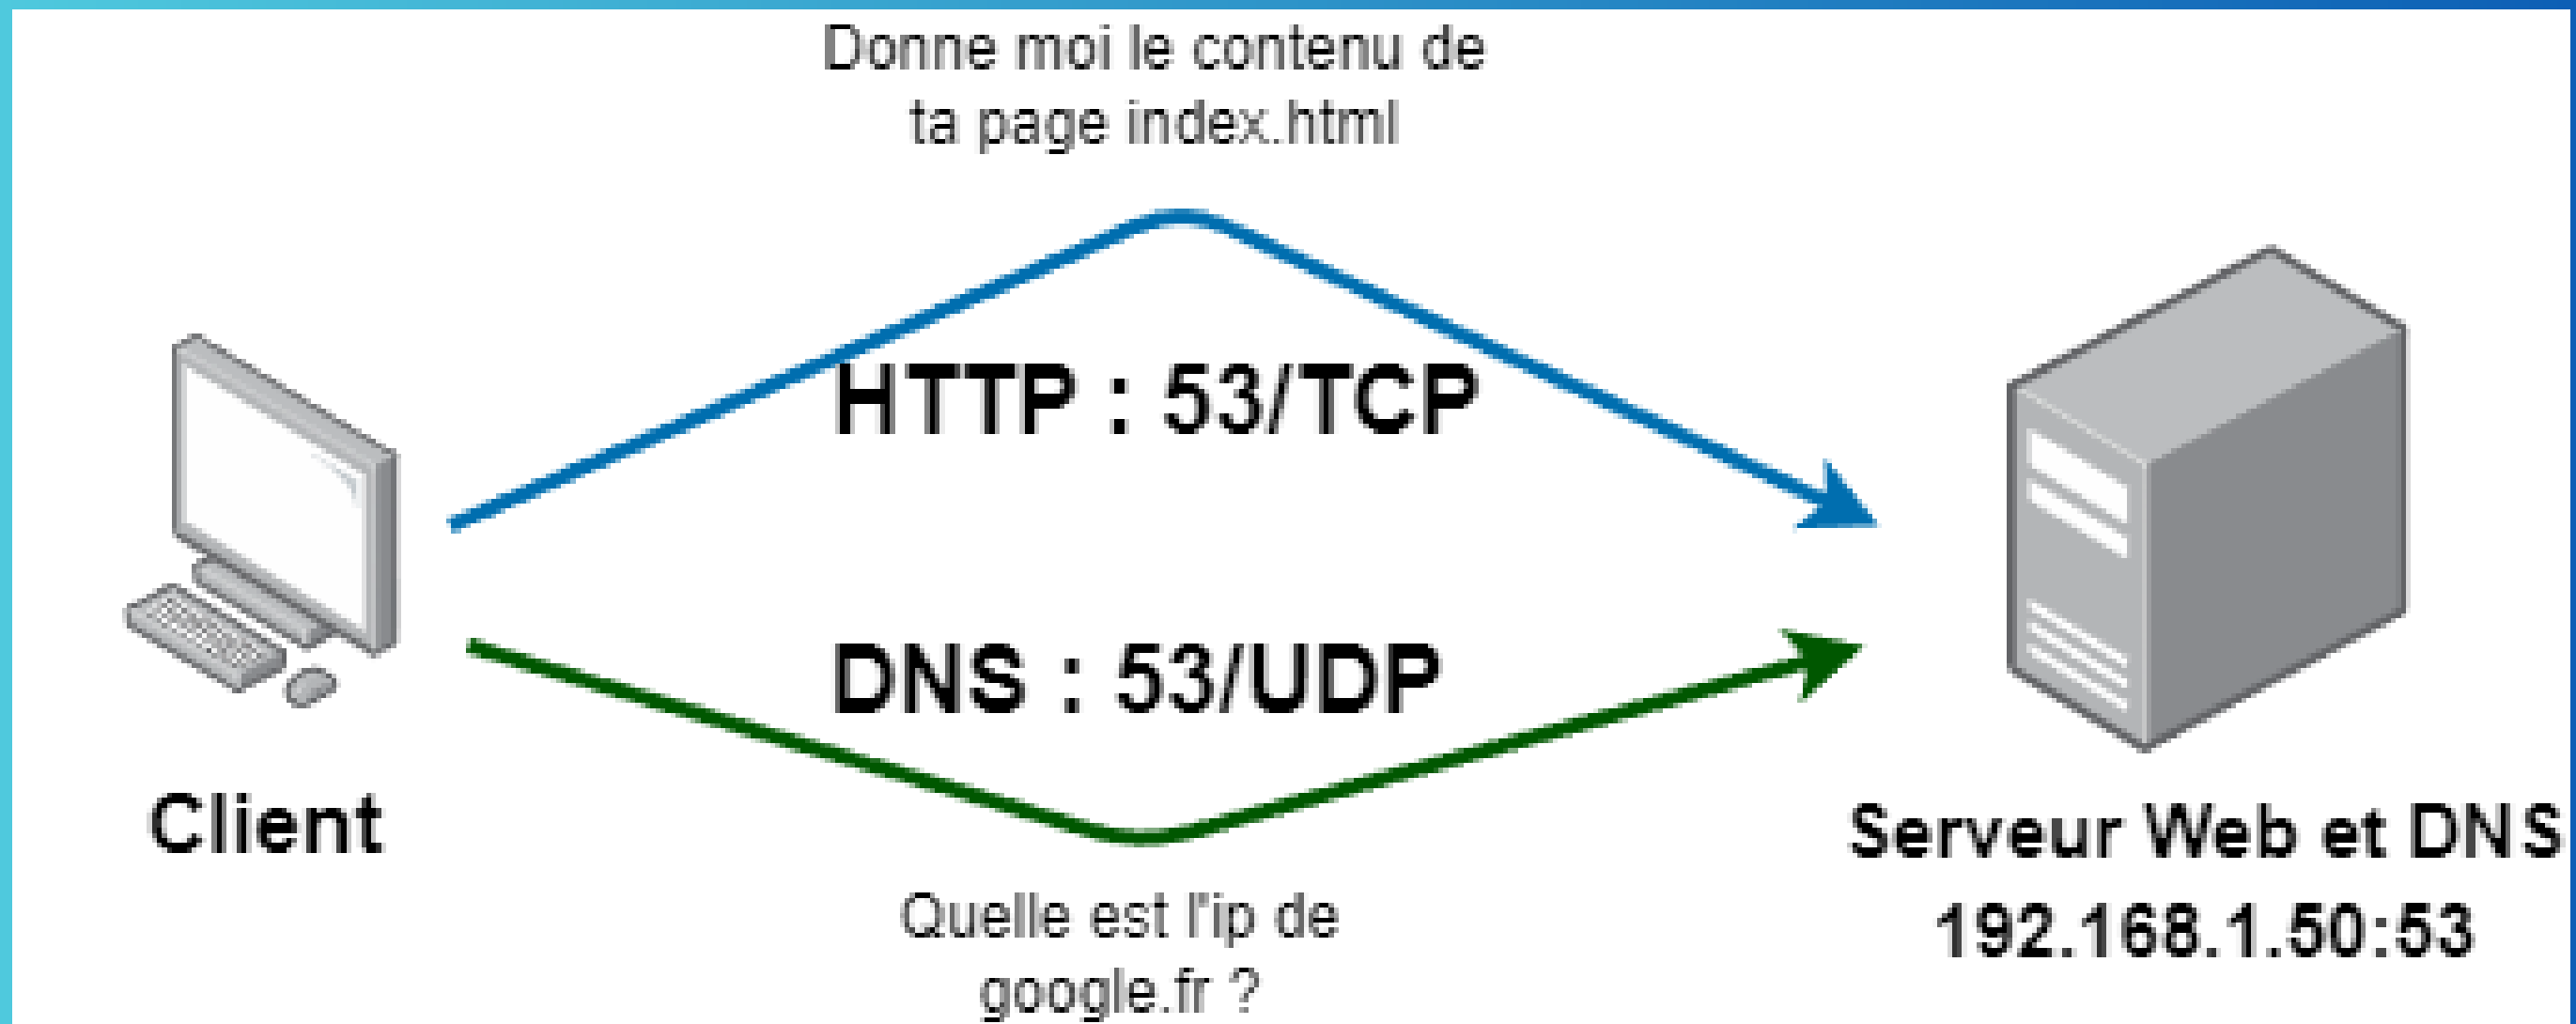 Donne moi le contenu de
ta page index.html
HTTP : 53/TCP
DNS : 53/UDP
Client
Serveur Web et DNS
192.168.1.50:53
Quelle est l'ip de
google.fr ?